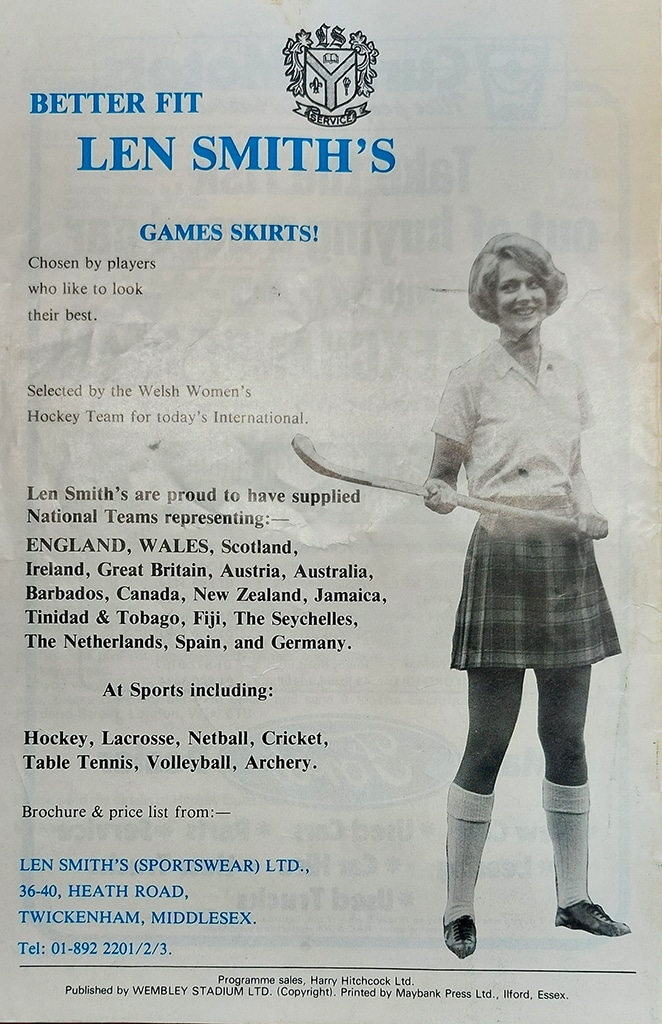 LS
SERVICE
BETTER FIT
LEN SMITH'S
GAMES SKIRTS!
Chosen by players
who like to look
their best.
Selected by the Welsh Women's
Hockey Team for today's International.
Len Smith's are proud to have supplied
National Teams representing:—
ENGLAND, WALES, Scotland,
Ireland, Great Britain, Austria, Australia,
Barbados, Canada, New Zealand, Jamaica,
Tinidad & Tobago, Fiji, The Seychelles,
The Netherlands, Spain, and Germany.
At Sports including:
Hockey, Lacrosse, Netball, Cricket,
Table Tennis, Volleyball, Archery.
Brochure & price list from:—
LEN SMITH'S (SPORTSWEAR) LTD.,
36-40, HEATH ROAD,
TWICKENHAM, MIDDLESEX.
Tel: 01-892 2201/2/3.
Programme sales, Harry Hitchcock Ltd.
Published by WEMBLEY STADIUM LTD. (Copyright). Printed by Maybank Press Ltd., Ilford, Essex.